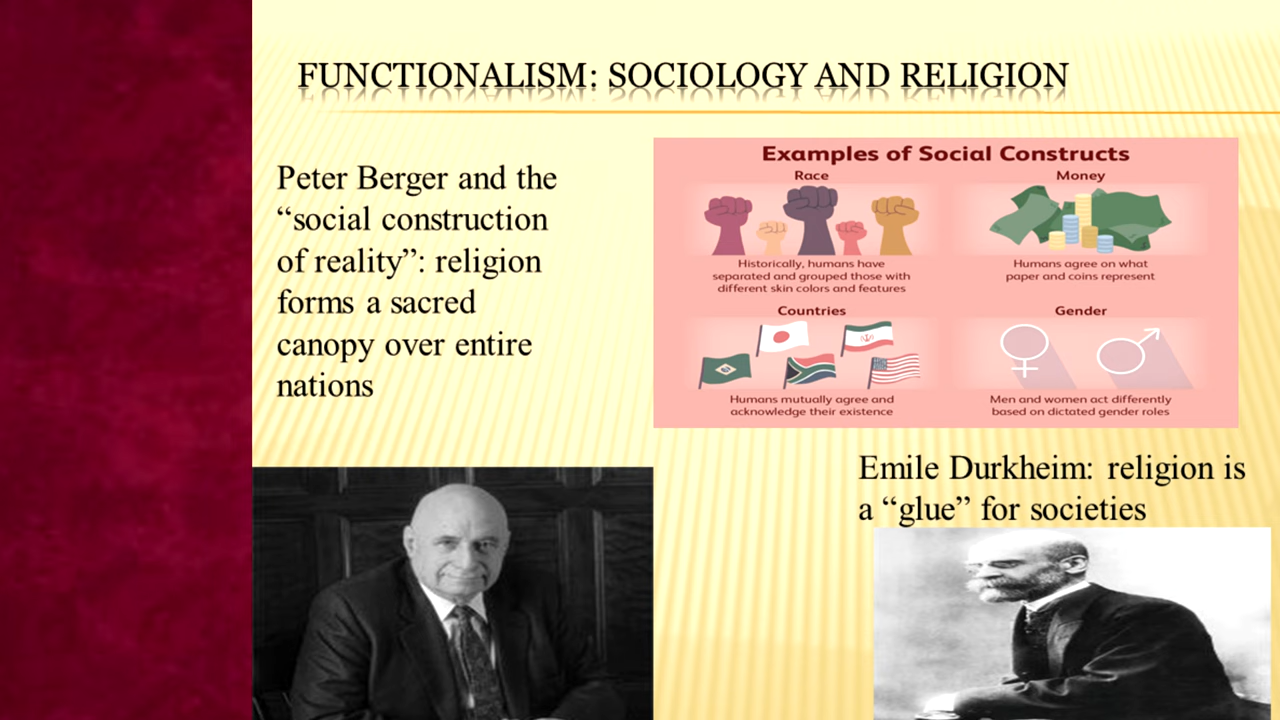 FUNCTIONALISM: SOCIOLOGY AND RELIGION
Peter Berger and the
“social construction
of reality”: religion
forms a sacred
canopy over entire
nations
Examples of Social Constructs
Race
Historically, humans have
separated and grouped those with
different skin colors and features
Money
Humans agree on what
paper and coins represent
Countries
Humans mutually agree and
acknowledge their existence
Gender
Men and women act differently
based on dictated gender roles
Emile Durkheim: religion is
a “glue” for societies